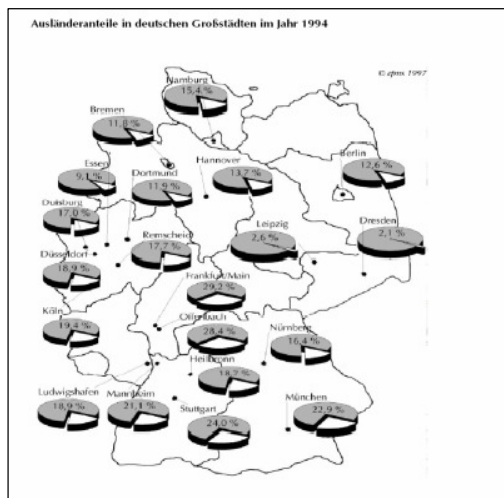 Ausländeranteile in deutschen Großstädten im Jahr 1994
© efms 1997
Hamburg
15,4 %
Bremen
11,8 %
Essen
9,1 %
Dortmund
11,9 %
Hannover
13,7 %
Berlin
12,6 %
Duisburg
17,0 %
Remscheid
17,7 %
Leipzig
2,6 %
Dresden
2,1 %
Düsseldorf
18,9 %
Frankfurt/Main
29,2 %
Köln
19,4 %
Offenbach
28,4 %
Nürnberg
16,4 %
Heilbronn
18,7 %
Ludwigshafen
18,9 %
Mannheim
21,1 %
Stuttgart
24,0 %
München
22,9 %